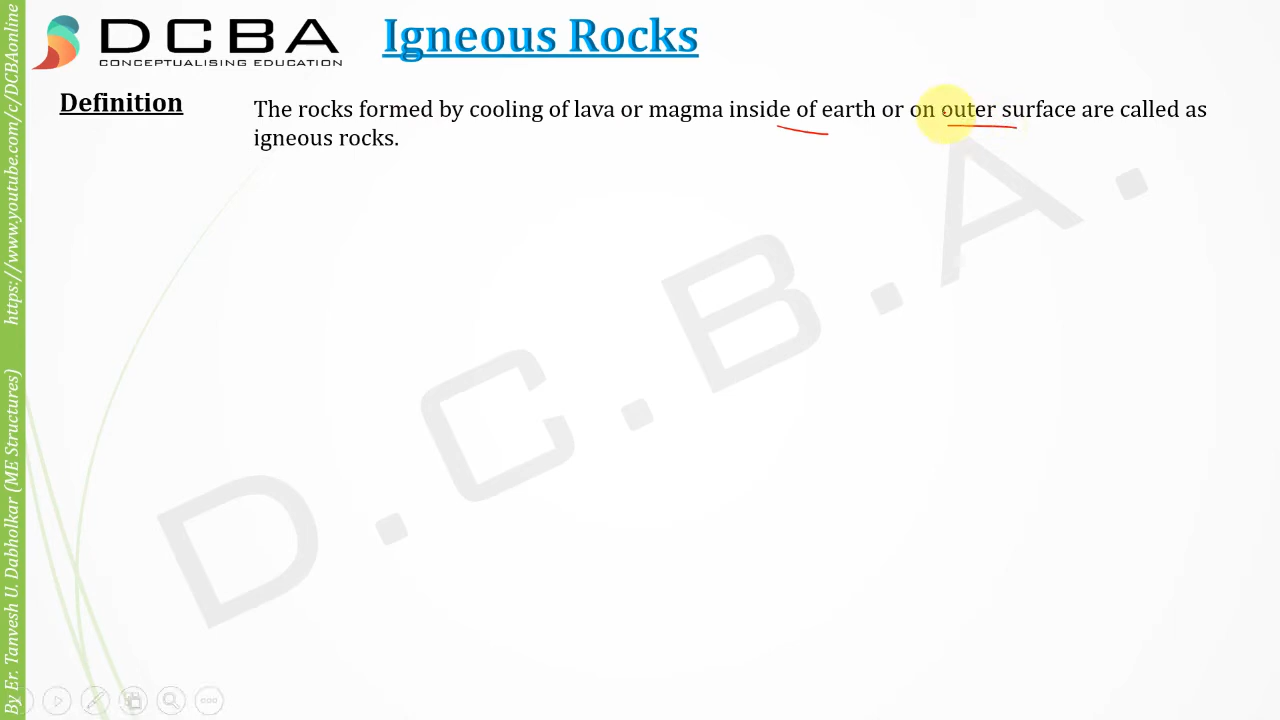 DCBA
CONCEPTUALISING EDUCATION
Igneous Rocks
Definition
The rocks formed by cooling of lava or magma inside of earth or on outer surface are called as
igneous rocks.
D.C.B.A.
By Er. Tanvesh U. Dabholkar (ME Structures) https://www.youtube.com/c/DCBAonline